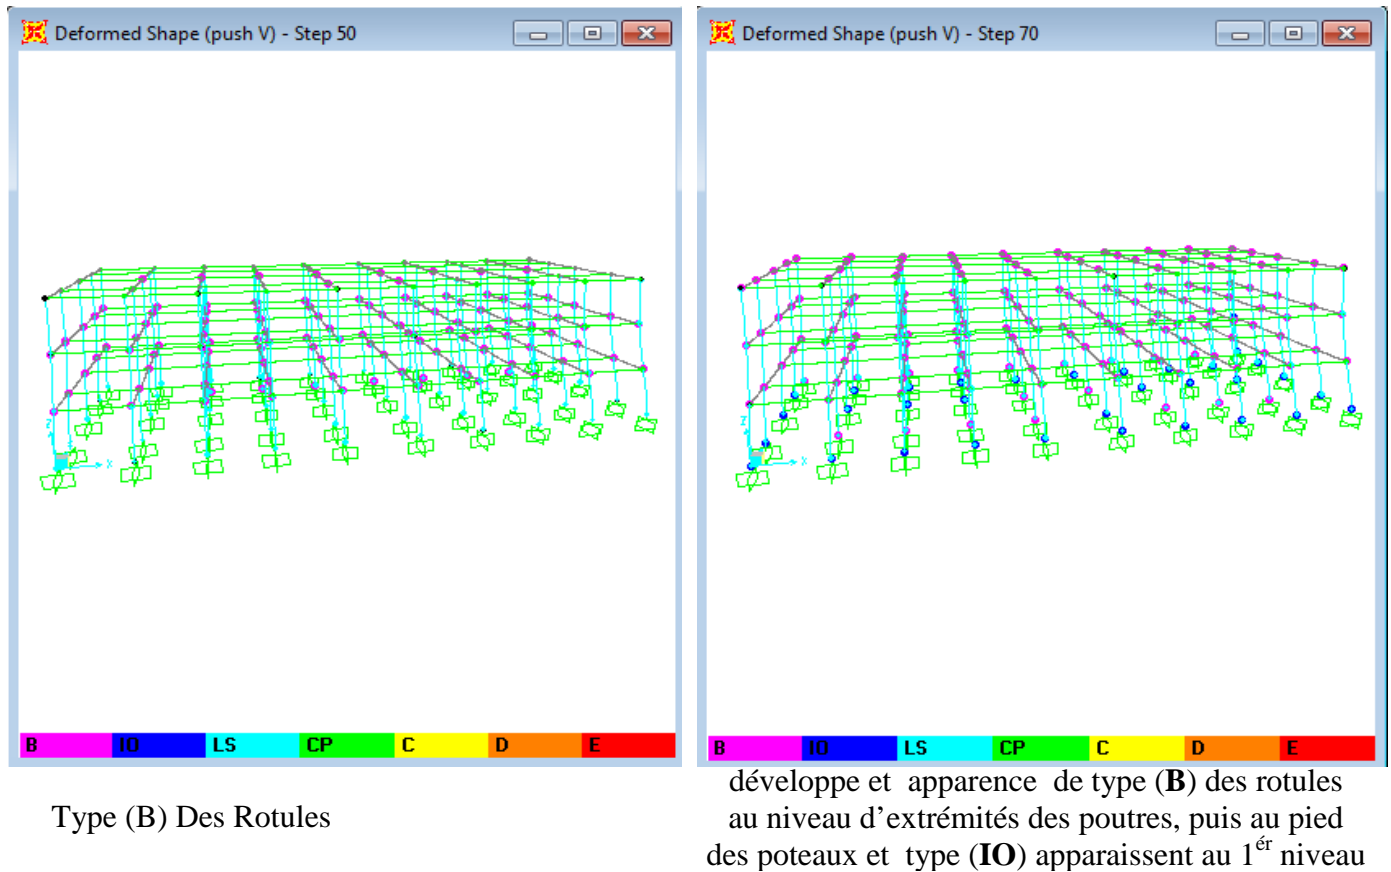 Deformed Shape (push V) - Step 50
Deformed Shape (push V) - Step 70
Z
X
Z
X
B IO LS CP C D E
B IO LS CP C D E
Type (B) Des Rotules
développe et apparence de type (B) des rotules
au niveau d’extrémités des poutres, puis au pied
des poteaux et type (IO) apparaissent au 1ér niveau